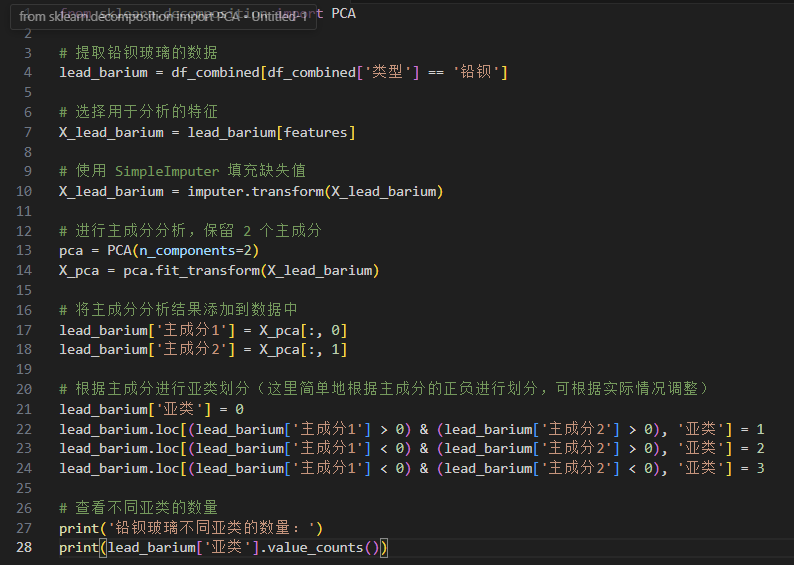 from sklearn.decomposition import PCA • Untitled-1
1 from sklearn.decomposition import PCA
2
3 # 提取铅钡玻璃的数据
4 lead_barium = df_combined[df_combined['类型'] == '铅钡']
5
6 # 选择用于分析的特征
7 X_lead_barium = lead_barium[features]
8
9 # 使用 SimpleImputer 填充缺失值
10 X_lead_barium = imputer.transform(X_lead_barium)
11
12 # 进行主成分分析，保留 2 个主成分
13 pca = PCA(n_components=2)
14 X_pca = pca.fit_transform(X_lead_barium)
15
16 # 将主成分分析结果添加到数据中
17 lead_barium['主成分1'] = X_pca[:, 0]
18 lead_barium['主成分2'] = X_pca[:, 1]
19
20 # 根据主成分进行亚类划分（这里简单地根据主成分的正负进行划分，可根据实际情况调整）
21 lead_barium['亚类'] = 0
22 lead_barium.loc[(lead_barium['主成分1'] > 0) & (lead_barium['主成分2'] > 0), '亚类'] = 1
23 lead_barium.loc[(lead_barium['主成分1'] < 0) & (lead_barium['主成分2'] > 0), '亚类'] = 2
24 lead_barium.loc[(lead_barium['主成分1'] < 0) & (lead_barium['主成分2'] < 0), '亚类'] = 3
25
26 # 查看不同亚类的数量
27 print('铅钡玻璃不同亚类的数量：')
28 print(lead_barium['亚类'].value_counts())